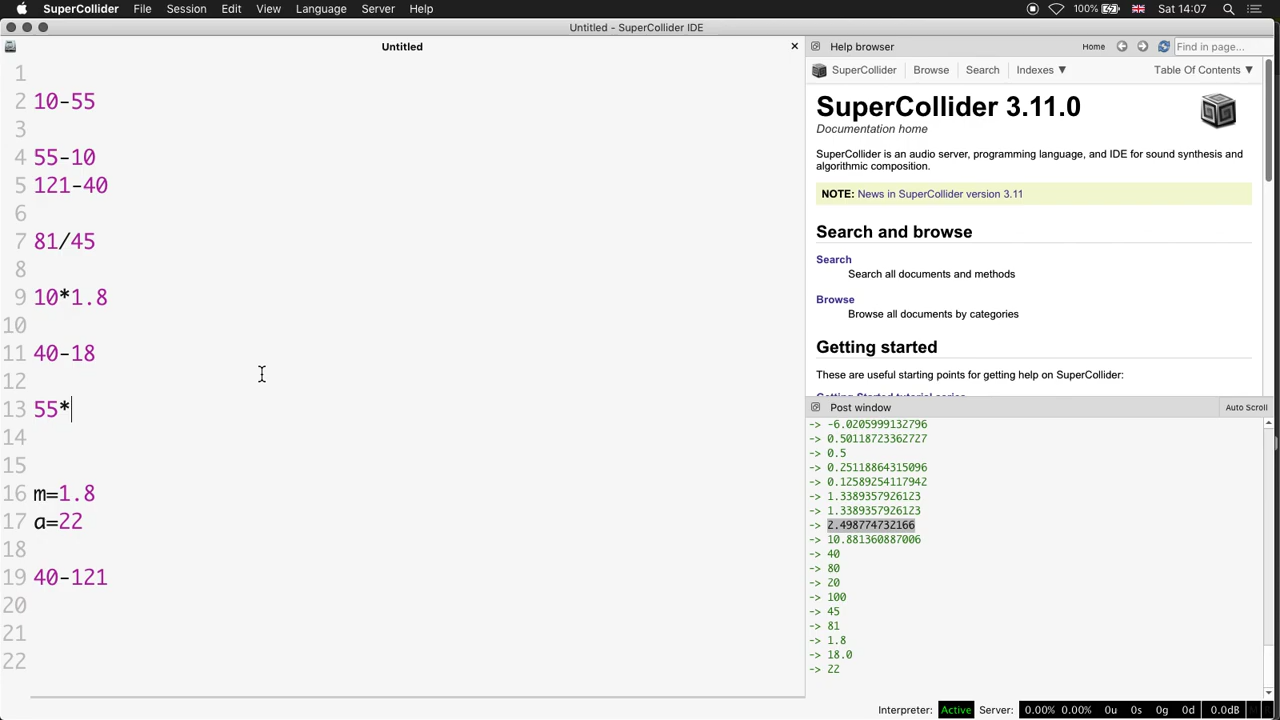 SuperCollider File Session Edit View Language Server Help 100% Sat 14:07
Untitled - SuperCollider IDE
Untitled ×
1
2 10-55
3
4 55-10
5 121-40
6
7 81/45
8
9 10*1.8
10
11 40-18
12
13 55*
14
15
16 m=1.8
17 a=22
18
19 40-121
20
21
22
Help browser Home Find in page...
SuperCollider Browse Search Indexes ▼ Table Of Contents ▼
SuperCollider 3.11.0
Documentation home
SuperCollider is an audio server, programming language, and IDE for sound synthesis and
algorithmic composition.
NOTE: News in SuperCollider version 3.11
Search and browse
Search
Search all documents and methods
Browse
Browse all documents by categories
Getting started
These are useful starting points for getting help on SuperCollider:
Getting Started tutorial series
Post window Auto Scroll
-> -6.0205999132796
-> 0.50118723362727
-> 0.5
-> 0.25118864315096
-> 0.12589254117942
-> 1.3389357926123
-> 1.3389357926123
-> 2.498774732166
-> 10.881360887006
-> 40
-> 80
-> 20
-> 100
-> 45
-> 81
-> 1.8
-> 18.0
-> 22
Interpreter: Active Server: 0.00% 0.00% 0u 0s 0g 0d 0.0dB M R